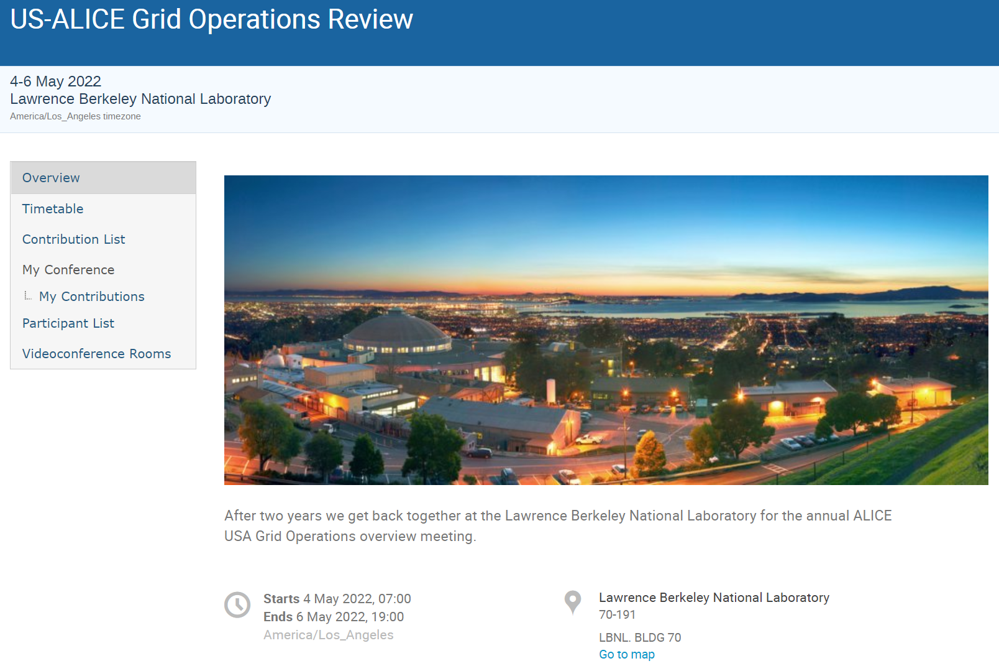 US-ALICE Grid Operations Review
4-6 May 2022
Lawrence Berkeley National Laboratory
America/Los_Angeles timezone
Overview
Timetable
Contribution List
My Conference
My Contributions
Participant List
Videoconference Rooms
After two years we get back together at the Lawrence Berkeley National Laboratory for the annual ALICE
USA Grid Operations overview meeting.
Starts 4 May 2022, 07:00
Ends 6 May 2022, 19:00
America/Los_Angeles
Lawrence Berkeley National Laboratory
70-191
LBNL. BLDG 70
Go to map